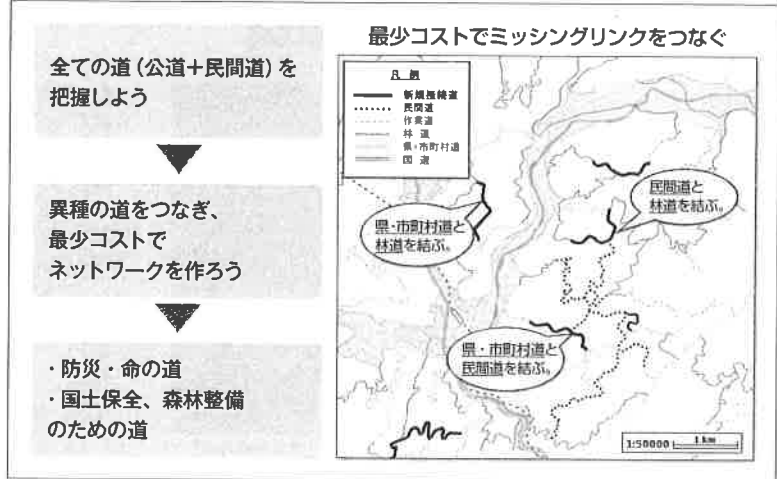 全ての道(公道+民間道)を
把握しよう
異種の道をつなぎ、
最少コストで
ネットワークを作ろう
・防災・命の道
・国土保全、森林整備
のための道
最少コストでミッシングリンクをつなぐ
凡例
新規接続道
民間道
作業道
林道
県・市町村道
国道
県・市町村道と
林道を結ぶ。
民間道と
林道を結ぶ。
県・市町村道と
民間道を結ぶ。
1:50000 1 km